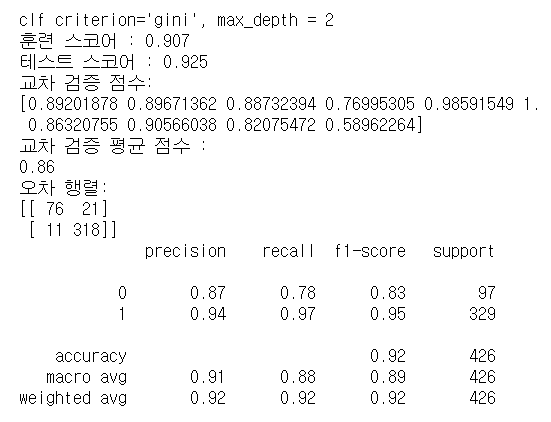 clf criterion='gini', max_depth = 2
훈련 스코어 : 0.907
테스트 스코어 : 0.925
교차 검증 점수:
[0.89201878 0.89671362 0.88732394 0.76995305 0.98591549 1.
0.86320755 0.90566038 0.82075472 0.58962264]
교차 검증 평균 점수 :
0.86
오차 행렬:
[[ 76 21]
[ 11 318]]
precision recall f1-score support
0 0.87 0.78 0.83 97
1 0.94 0.97 0.95 329
accuracy 0.92 426
macro avg 0.91 0.88 0.89 426
weighted avg 0.92 0.92 0.92 426